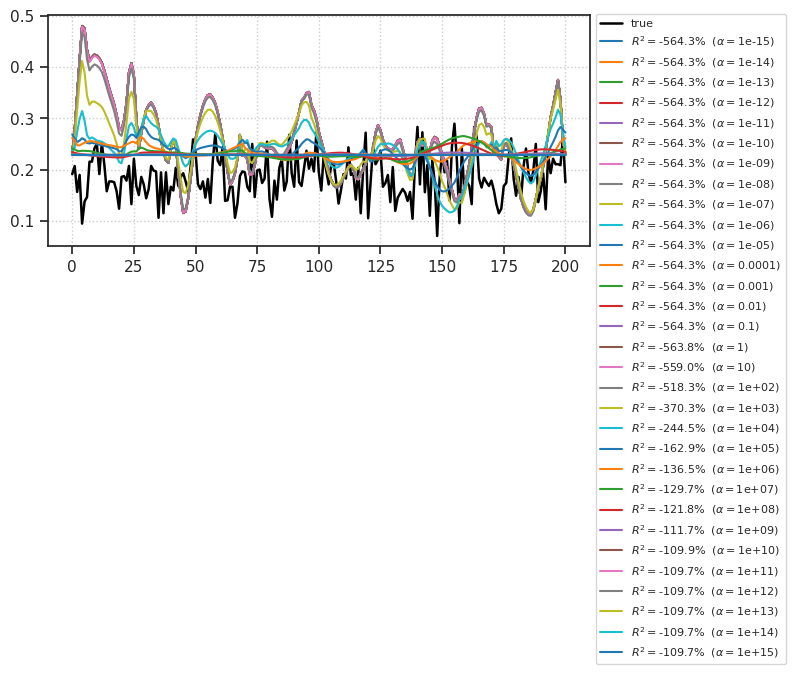 0.5
0.4
0.3
0.2
0.1
0 25 50 75 100 125 150 175 200
true
R² = -564.3% (α = 1e-15)
R² = -564.3% (α = 1e-14)
R² = -564.3% (α = 1e-13)
R² = -564.3% (α = 1e-12)
R² = -564.3% (α = 1e-11)
R² = -564.3% (α = 1e-10)
R² = -564.3% (α = 1e-09)
R² = -564.3% (α = 1e-08)
R² = -564.3% (α = 1e-07)
R² = -564.3% (α = 1e-06)
R² = -564.3% (α = 1e-05)
R² = -564.3% (α = 0.0001)
R² = -564.3% (α = 0.001)
R² = -564.3% (α = 0.01)
R² = -564.3% (α = 0.1)
R² = -563.8% (α = 1)
R² = -559.0% (α = 10)
R² = -518.3% (α = 1e+02)
R² = -370.3% (α = 1e+03)
R² = -244.5% (α = 1e+04)
R² = -162.9% (α = 1e+05)
R² = -136.5% (α = 1e+06)
R² = -129.7% (α = 1e+07)
R² = -121.8% (α = 1e+08)
R² = -111.7% (α = 1e+09)
R² = -109.9% (α = 1e+10)
R² = -109.7% (α = 1e+11)
R² = -109.7% (α = 1e+12)
R² = -109.7% (α = 1e+13)
R² = -109.7% (α = 1e+14)
R² = -109.7% (α = 1e+15)